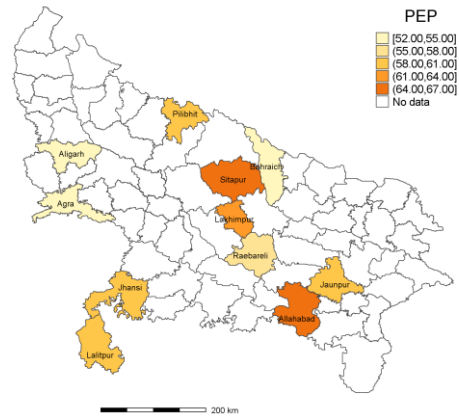 PEP
[52.00,55.00]
(55.00,58.00]
(58.00,61.00]
(61.00,64.00]
(64.00,67.00]
No data
Pilibhit
Aligarh
Bahraich
Sitapur
Agra
Lakhimpur
Raebareli
Jhansi
Jaunpur
Allahabad
Lalitpur
200 km